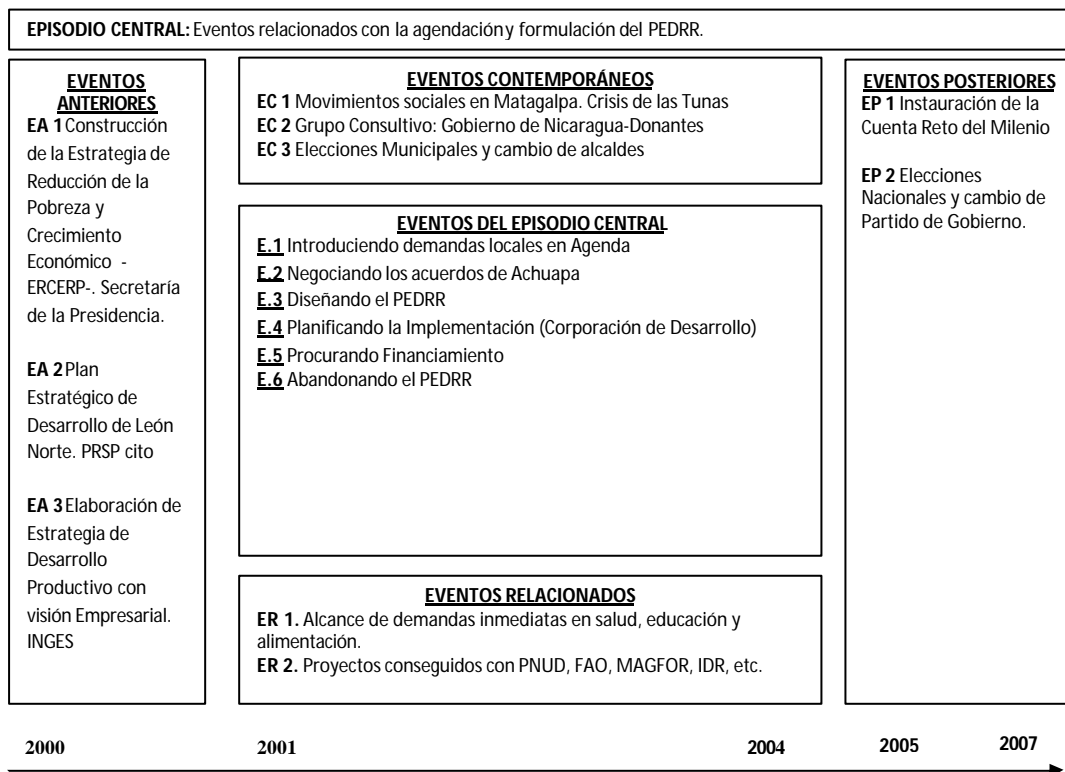 EPISODIO CENTRAL: Eventos relacionados con la agendación y formulación del PEDRR.
EVENTOS
ANTERIORES
EA 1 Construcción
de la Estrategia de
Reducción de la
Pobreza y
Crecimiento
Económico -
ERCERP-. Secretaría
de la Presidencia.
EA 2 Plan
Estratégico de
Desarrollo de León
Norte. PRSP cito
EA 3 Elaboración de
Estrategia de
Desarrollo
Productivo con
visión Empresarial.
INGES
EVENTOS CONTEMPORÁNEOS
EC 1 Movimientos sociales en Matagalpa. Crisis de las Tunas
EC 2 Grupo Consultivo: Gobierno de Nicaragua-Donantes
EC 3 Elecciones Municipales y cambio de alcaldes
EVENTOS DEL EPISODIO CENTRAL
E.1 Introduciendo demandas locales en Agenda
E.2 Negociando los acuerdos de Achuapa
E.3 Diseñando el PEDRR
E.4 Planificando la Implementación (Corporación de Desarrollo)
E.5 Procurando Financiamiento
E.6 Abandonando el PEDRR
EVENTOS RELACIONADOS
ER 1. Alcance de demandas inmediatas en salud, educación y
alimentación.
ER 2. Proyectos conseguidos con PNUD, FAO, MAGFOR, IDR, etc.
EVENTOS POSTERIORES
EP 1 Instauración de la
Cuenta Reto del Milenio
EP 2 Elecciones
Nacionales y cambio de
Partido de Gobierno.
2000 2001 2004 2005 2007